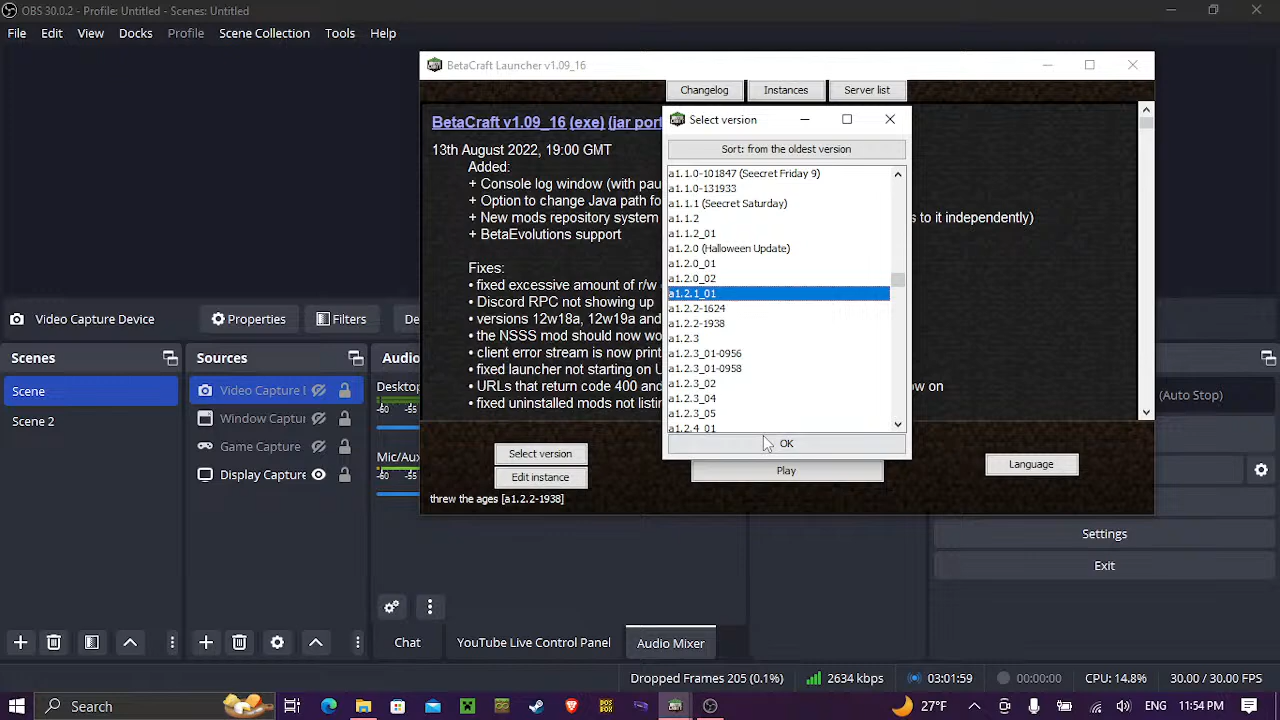 OBS 30.0.2 - Profile: Untitled - Scenes: Untitled
File Edit View Docks Profile Scene Collection Tools Help
BetaCraft Launcher v1.09_16
Changelog Instances Server list
BetaCraft v1.09_16 (exe) (jar port
13th August 2022, 19:00 GMT
Added:
+ Console log window (with pau
+ Option to change Java path fo
+ New mods repository system
s to it independently)
+ BetaEvolutions support
Fixes:
• fixed excessive amount of r/w
• Discord RPC not showing up
• versions 12w18a, 12w19a and
• the NSSS mod should now wo
• client error stream is now print
• fixed launcher not starting on U
• URLs that return code 400 and
ow on
• fixed uninstalled mods not listin
Select version
Sort: from the oldest version
a1.1.0-101847 (Seecret Friday 9)
a1.1.0-131933
a1.1.1 (Seecret Saturday)
a1.1.2
a1.1.2_01
a1.2.0 (Halloween Update)
a1.2.0_01
a1.2.0_02
a1.2.1_01
a1.2.2-1624
a1.2.2-1938
a1.2.3
a1.2.3_01-0956
a1.2.3_01-0958
a1.2.3_02
a1.2.3_04
a1.2.3_05
a1.2.4_01
OK
Select version
Edit instance
Play
Language
threw the ages [a1.2.2-1938]
Video Capture Device
Properties
Filters
De
Scenes
Scene
Scene 2
Sources
Video Capture I
Window Captur
Game Capture
Display Capture
Audio
Desktop
-60 -55
Mic/Aux
-60 -55
(Auto Stop)
Settings
Exit
Chat YouTube Live Control Panel Audio Mixer
Dropped Frames 205 (0.1%) 2634 kbps 03:01:59 00:00:00 CPU: 14.8% 30.00 / 30.00 FPS
Search
27°F
ENG
11:54 PM